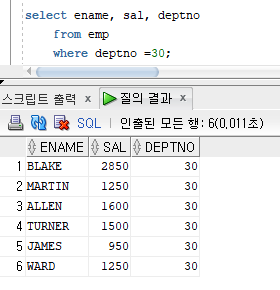 select ename, sal, deptno
from emp
where deptno =30;
스크립트 출력 x 질의 결과 x
SQL | 인출된 모든 행: 6(0,011초)
ENAME SAL DEPTNO
1 BLAKE 2850 30
2 MARTIN 1250 30
3 ALLEN 1600 30
4 TURNER 1500 30
5 JAMES 950 30
6 WARD 1250 30